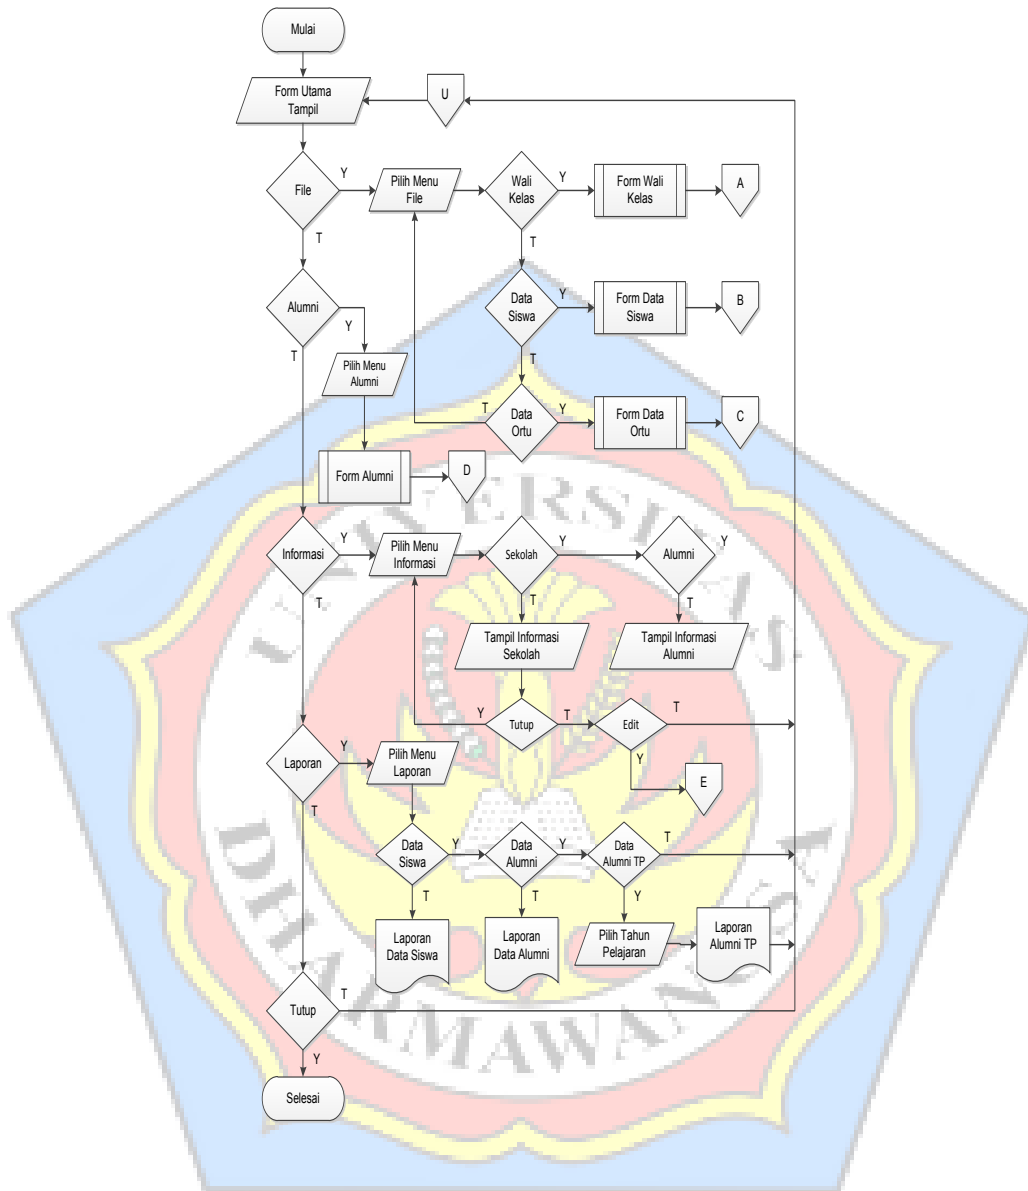 Mulai
Form Utama
Tampil
U
File
Y
Pilih Menu
File
Wali
Kelas
Y
Form Wali
Kelas
A
T
T
Alumni
Y
T
Data
Siswa
Y
Form Data
Siswa
B
T
Pilih Menu
Alumni
T
Data
Ortu
Y
Form Data
Ortu
C
Form Alumni
D
Informasi
Y
Pilih Menu
Informasi
Sekolah
Y
Alumni
Y
T
T
T
Tampil Informasi
Sekolah
Tampil Informasi
Alumni
Y
Tutup
T
Edit
T
Y
E
Laporan
Y
Pilih Menu
Laporan
T
Data
Siswa
Y
Data
Alumni
Y
Data
Alumni TP
T
T
T
Y
Laporan
Data Siswa
Laporan
Data Alumni
Pilih Tahun
Pelajaran
Laporan
Alumni TP
Tutup
T
Y
Selesai
UNIVERSITAS
DHARMAWANGSA